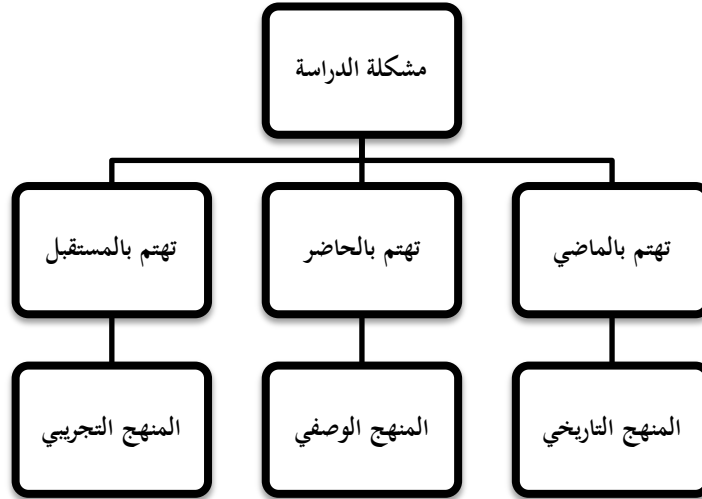 مشكلة الدراسة
تهتم بالماضي
تهتم بالحاضر
تهتم بالمستقبل
المنهج التاريخي
المنهج الوصفي
المنهج التجريبي